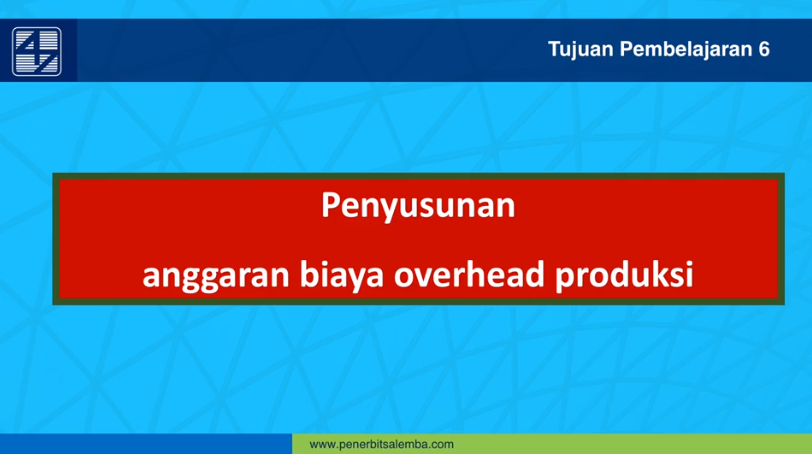 Tujuan Pembelajaran 6
Penyusunan
anggaran biaya overhead produksi
www.penerbitsalemba.com